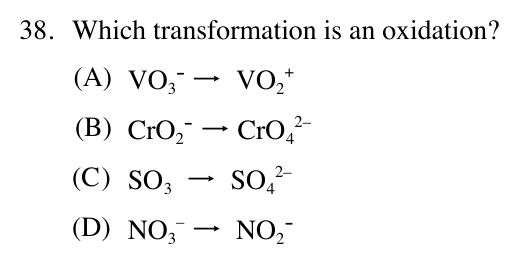 38. Which transformation is an oxidation?
(A) VO₃⁻ → VO₂⁺
(B) CrO₂⁻ → CrO₄²⁻
(C) SO₃ → SO₄²⁻
(D) NO₃⁻ → NO₂⁻